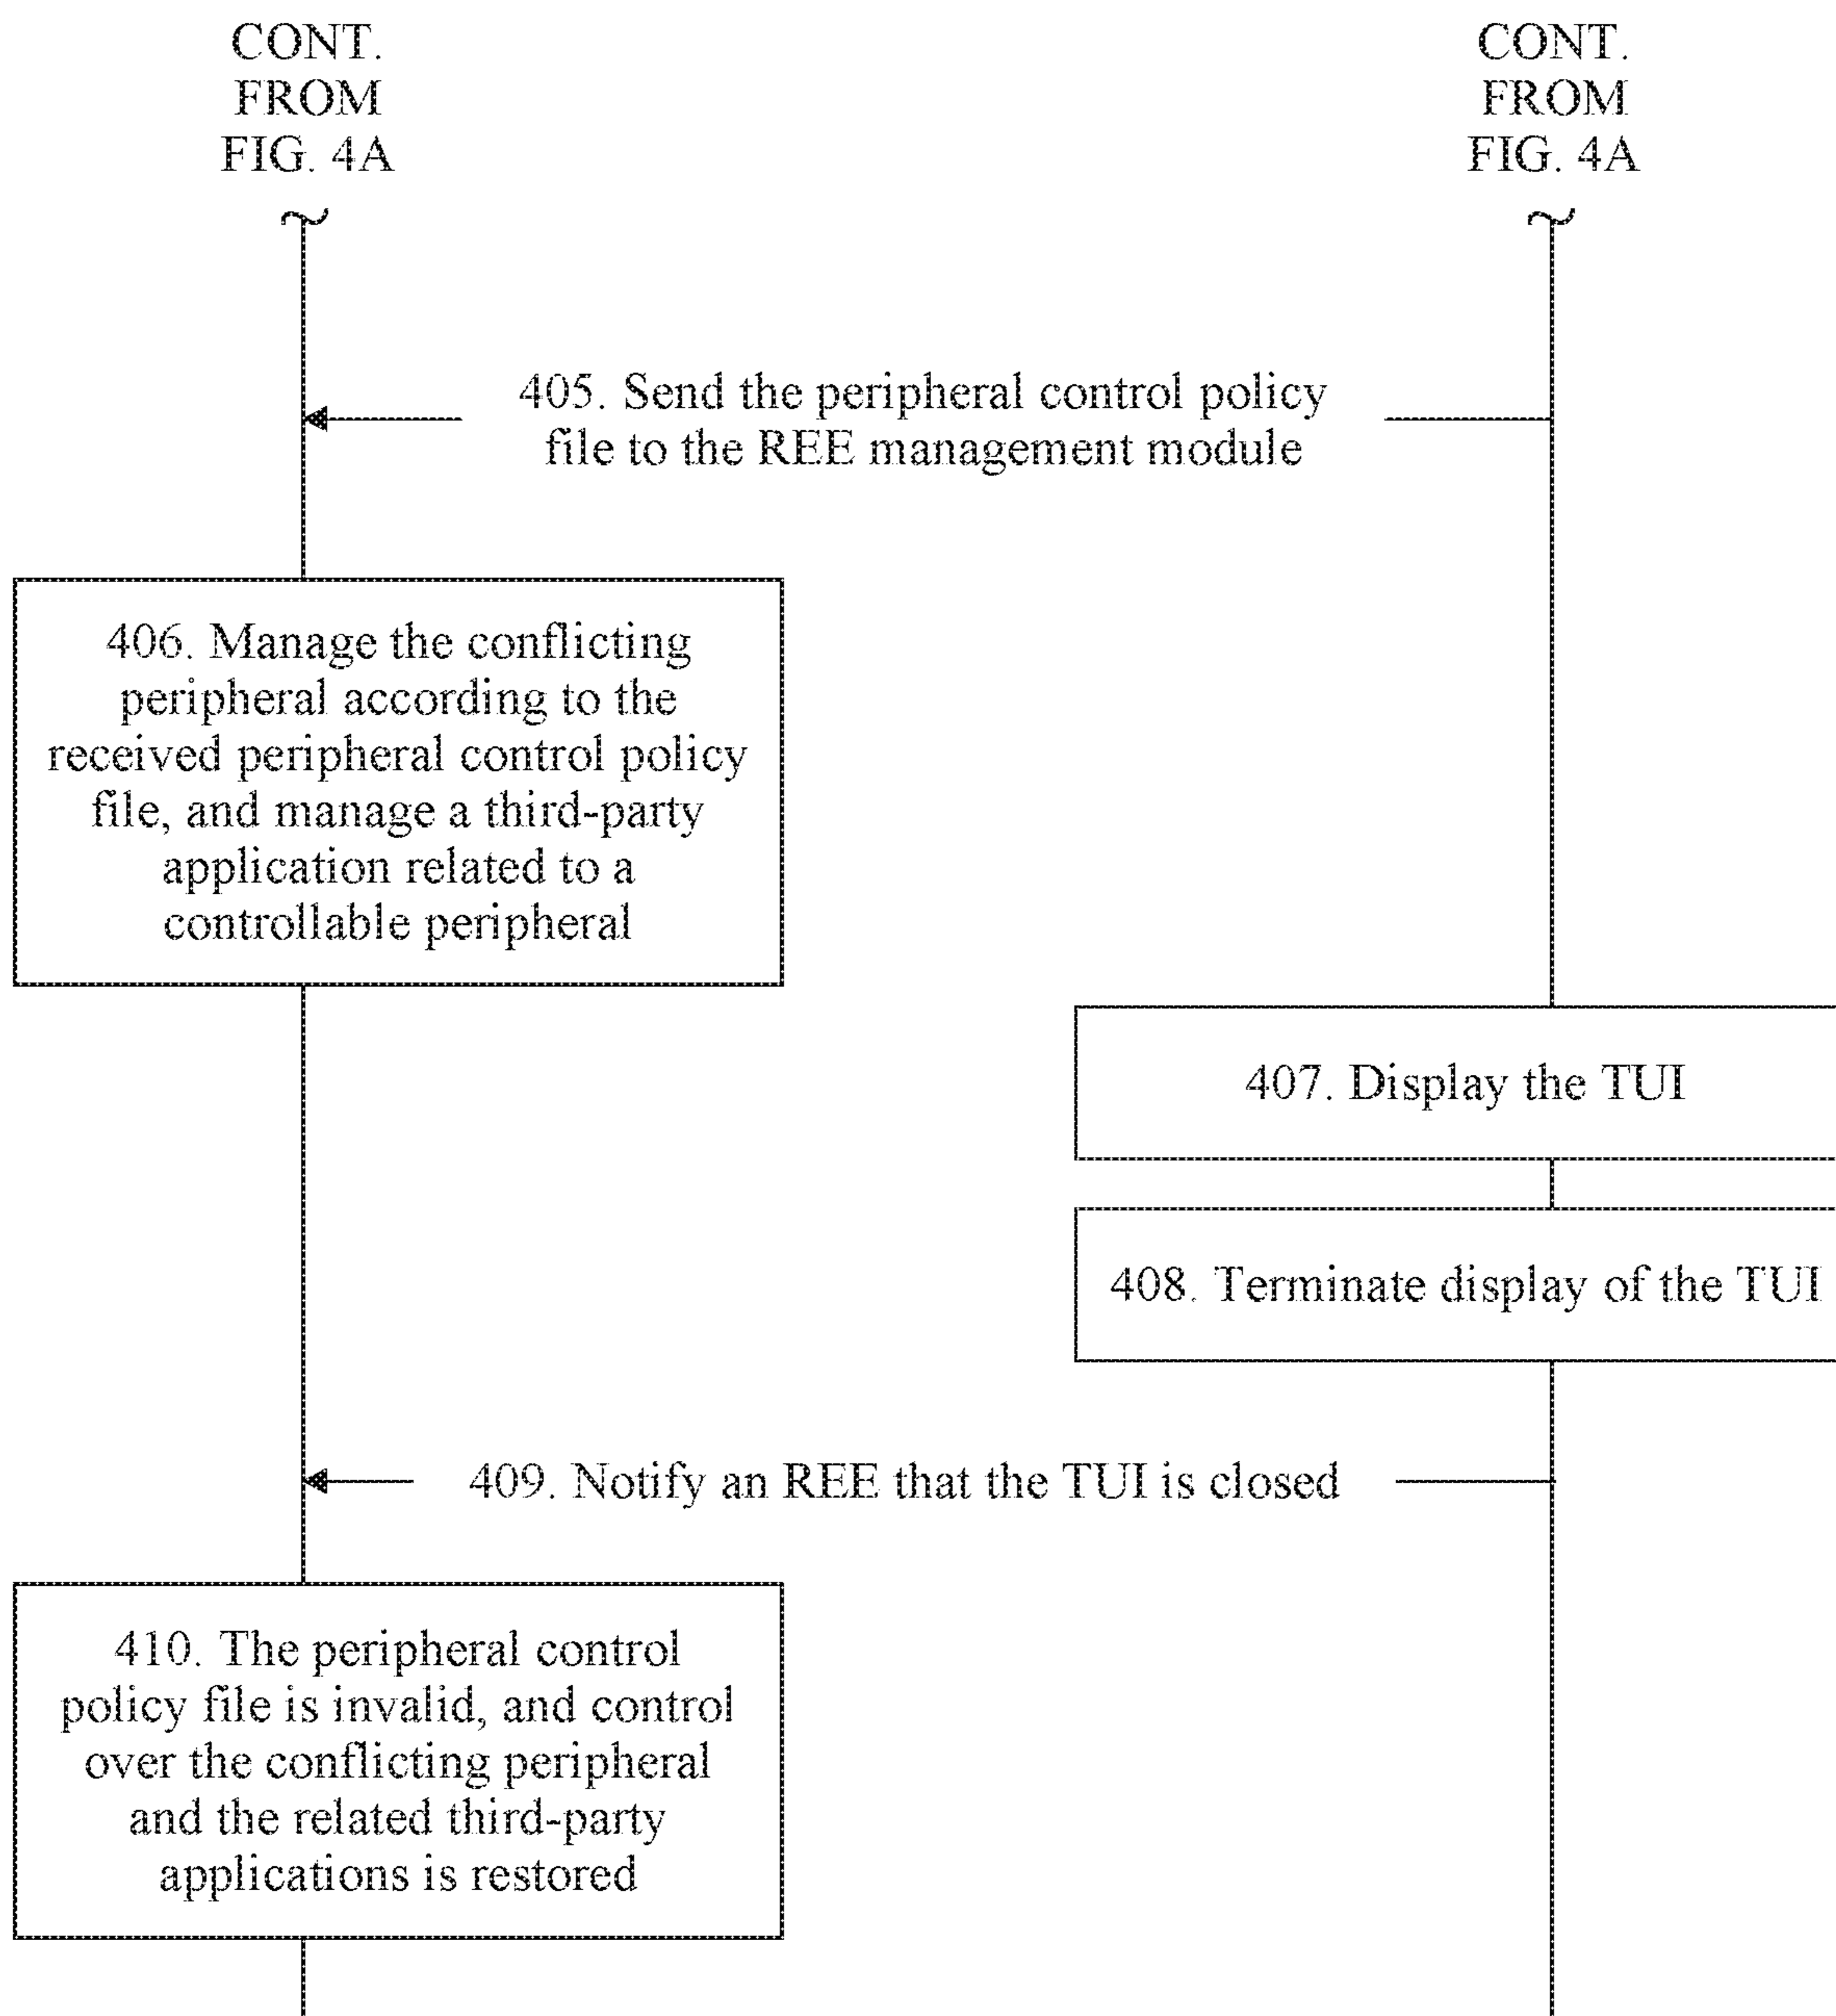 CONT.
FROM
FIG. 4A
CONT.
FROM
FIG. 4A
405. Send the peripheral control policy
file to the REE management module
406. Manage the conflicting
peripheral according to the
received peripheral control policy
file, and manage a third-party
application related to a
controllable peripheral
407. Display the TUI
408. Terminate display of the TUI
409. Notify an REE that the TUI is closed
410. The peripheral control
policy file is invalid, and control
over the conflicting peripheral
and the related third-party
applications is restored